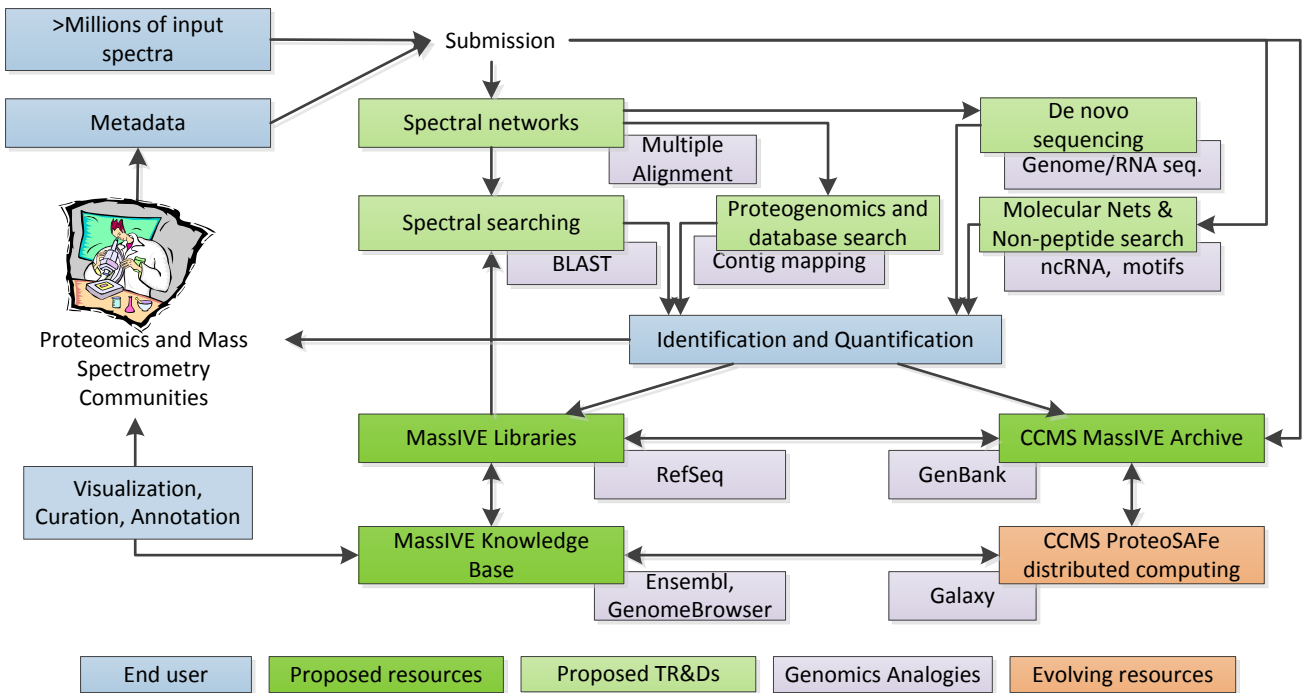 >Millions of input
spectra
Submission
Metadata
Spectral networks
Multiple
Alignment
De novo
sequencing
Genome/RNA seq.
Spectral searching
BLAST
Proteogenomics and
database search
Contig mapping
Molecular Nets &
Non-peptide search
ncRNA, motifs
Identification and Quantification
Proteomics and Mass
Spectrometry
Communities
MassIVE Libraries
RefSeq
CCMS MassIVE Archive
GenBank
Visualization,
Curation, Annotation
MassIVE Knowledge
Base
Ensembl,
GenomeBrowser
CCMS ProteoSAFe
distributed computing
Galaxy
End user
Proposed resources
Proposed TR&Ds
Genomics Analogies
Evolving resources